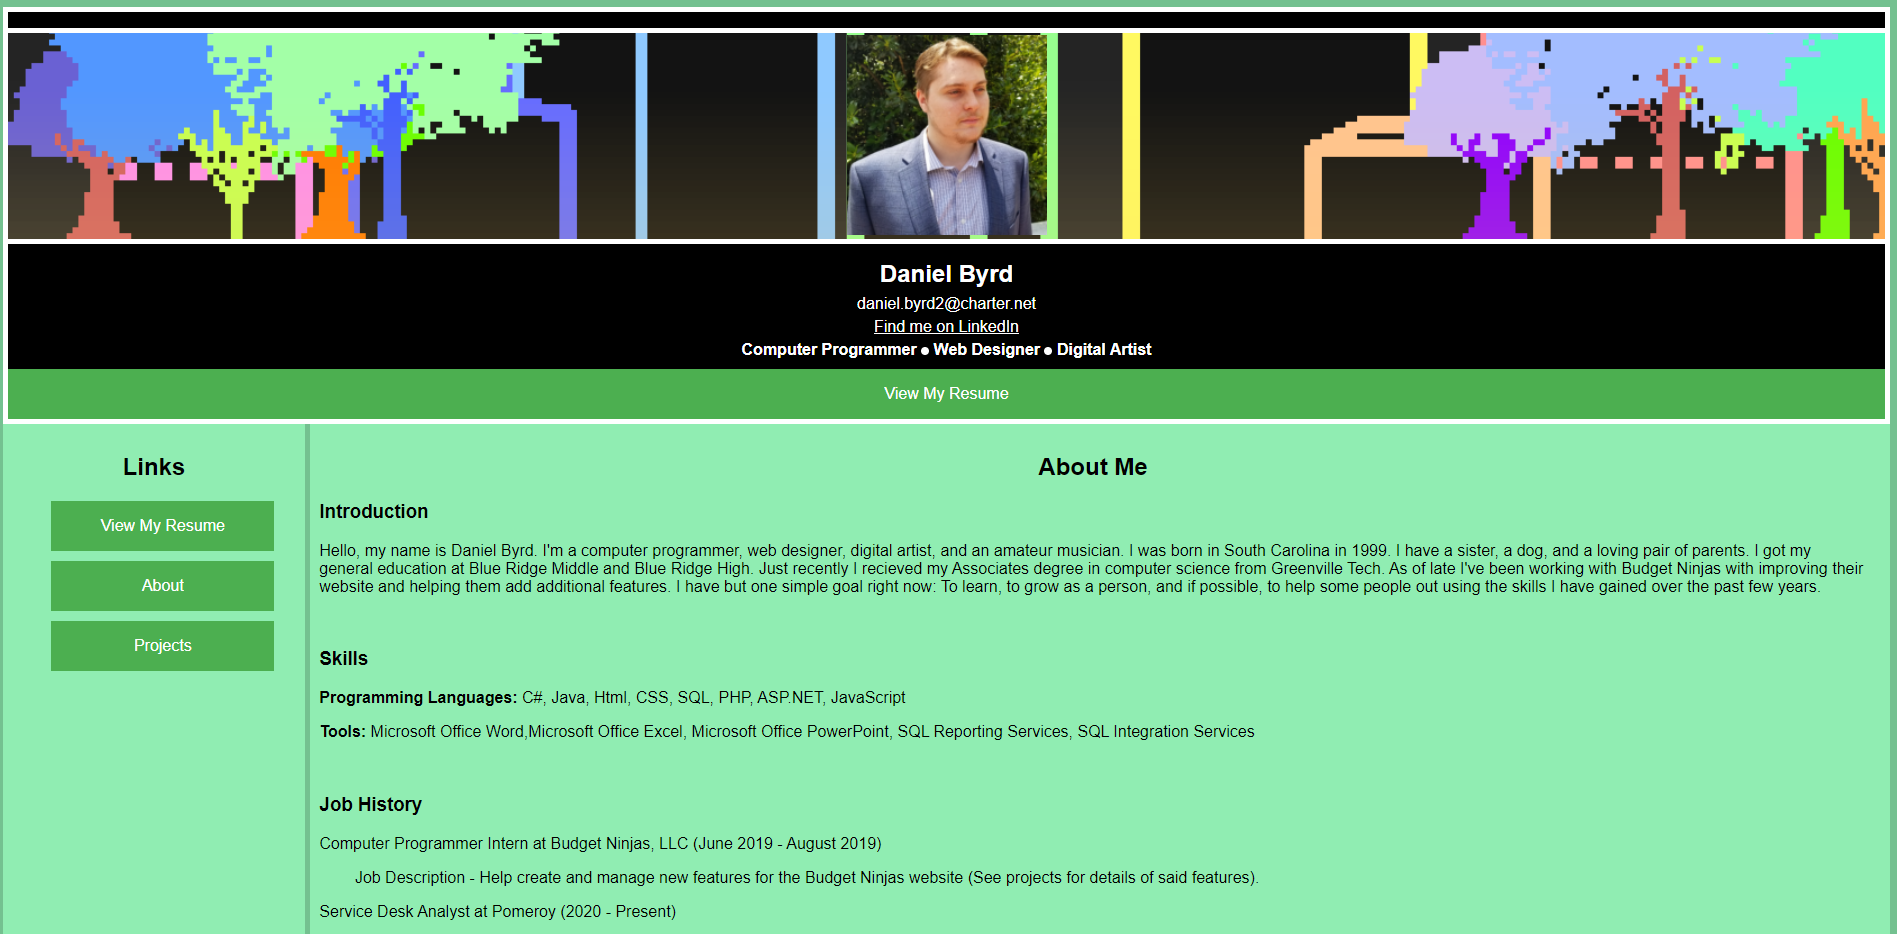 Daniel Byrd
daniel.byrd2@charter.net
Find me on LinkedIn
Computer Programmer ● Web Designer ● Digital Artist
View My Resume
Links
View My Resume
About
Projects
About Me
Introduction
Hello, my name is Daniel Byrd. I'm a computer programmer, web designer, digital artist, and an amateur musician. I was born in South Carolina in 1999. I have a sister, a dog, and a loving pair of parents. I got my
general education at Blue Ridge Middle and Blue Ridge High. Just recently I recieved my Associates degree in computer science from Greenville Tech. As of late I've been working with Budget Ninjas with improving their
website and helping them add additional features. I have but one simple goal right now: To learn, to grow as a person, and if possible, to help some people out using the skills I have gained over the past few years.
Skills
Programming Languages: C#, Java, Html, CSS, SQL, PHP, ASP.NET, JavaScript
Tools: Microsoft Office Word,Microsoft Office Excel, Microsoft Office PowerPoint, SQL Reporting Services, SQL Integration Services
Job History
Computer Programmer Intern at Budget Ninjas, LLC (June 2019 - August 2019)
Job Description - Help create and manage new features for the Budget Ninjas website (See projects for details of said features).
Service Desk Analyst at Pomeroy (2020 - Present)